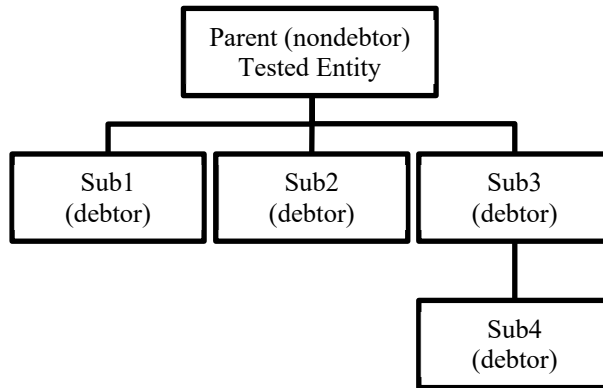 Parent (nondebtor)
Tested Entity
Sub1
(debtor)
Sub2
(debtor)
Sub3
(debtor)
Sub4
(debtor)